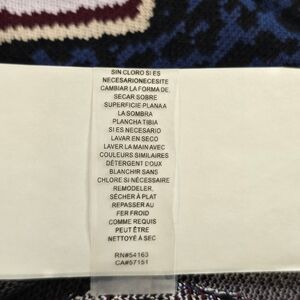 SIN CLORO SI ES
NECESARIONECESITE
CAMBIAR LA FORMA DE.
SECAR SOBRE
SUPERFICIE PLANA A
LA SOMBRA
PLANCHA TIBIA
SI ES NECESARIO
LAVAR EN SECO
LAVER LA MAIN AVEC
COULEURS SIMILAIRES
DÉTERGENT DOUX
BLANCHIR SANS
CHLORE SI NÉCESSAIRE
REMODELER.
SÉCHER À PLAT
REPASSER AU
FER FROID
COMME REQUIS
PEUT ÊTRE
NETTOYÉ À SEC
RN#54163
CA#57151